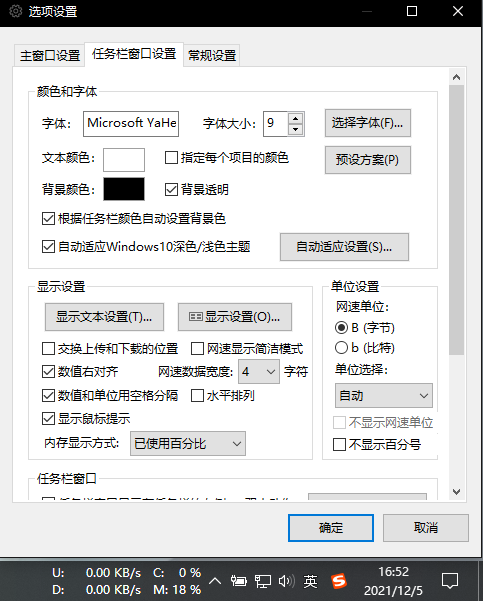 选项设置
主窗口设置 任务栏窗口设置 常规设置
颜色和字体
字体： Microsoft YaHe 字体大小： 9 选择字体(F)...
文本颜色： 指定每个项目的颜色 预设方案(P)
背景颜色： 背景透明
根据任务栏颜色自动设置背景色
自动适应Windows10深色/浅色主题 自动适应设置(S)...
显示设置
显示文本设置(T)... 显示设置(O)...
交换上传和下载的位置 网速显示简洁模式
数值右对齐 网速数据宽度： 4 字符
数值和单位用空格分隔 水平排列
显示鼠标提示
内存显示方式： 已使用百分比
单位设置
网速单位：
B (字节)
b (比特)
单位选择：
自动
不显示网速单位
不显示百分号
任务栏窗口
确定 取消
U: 0.00 KB/s C: 0 %
D: 0.00 KB/s M: 18 %
英
16:52
2021/12/5